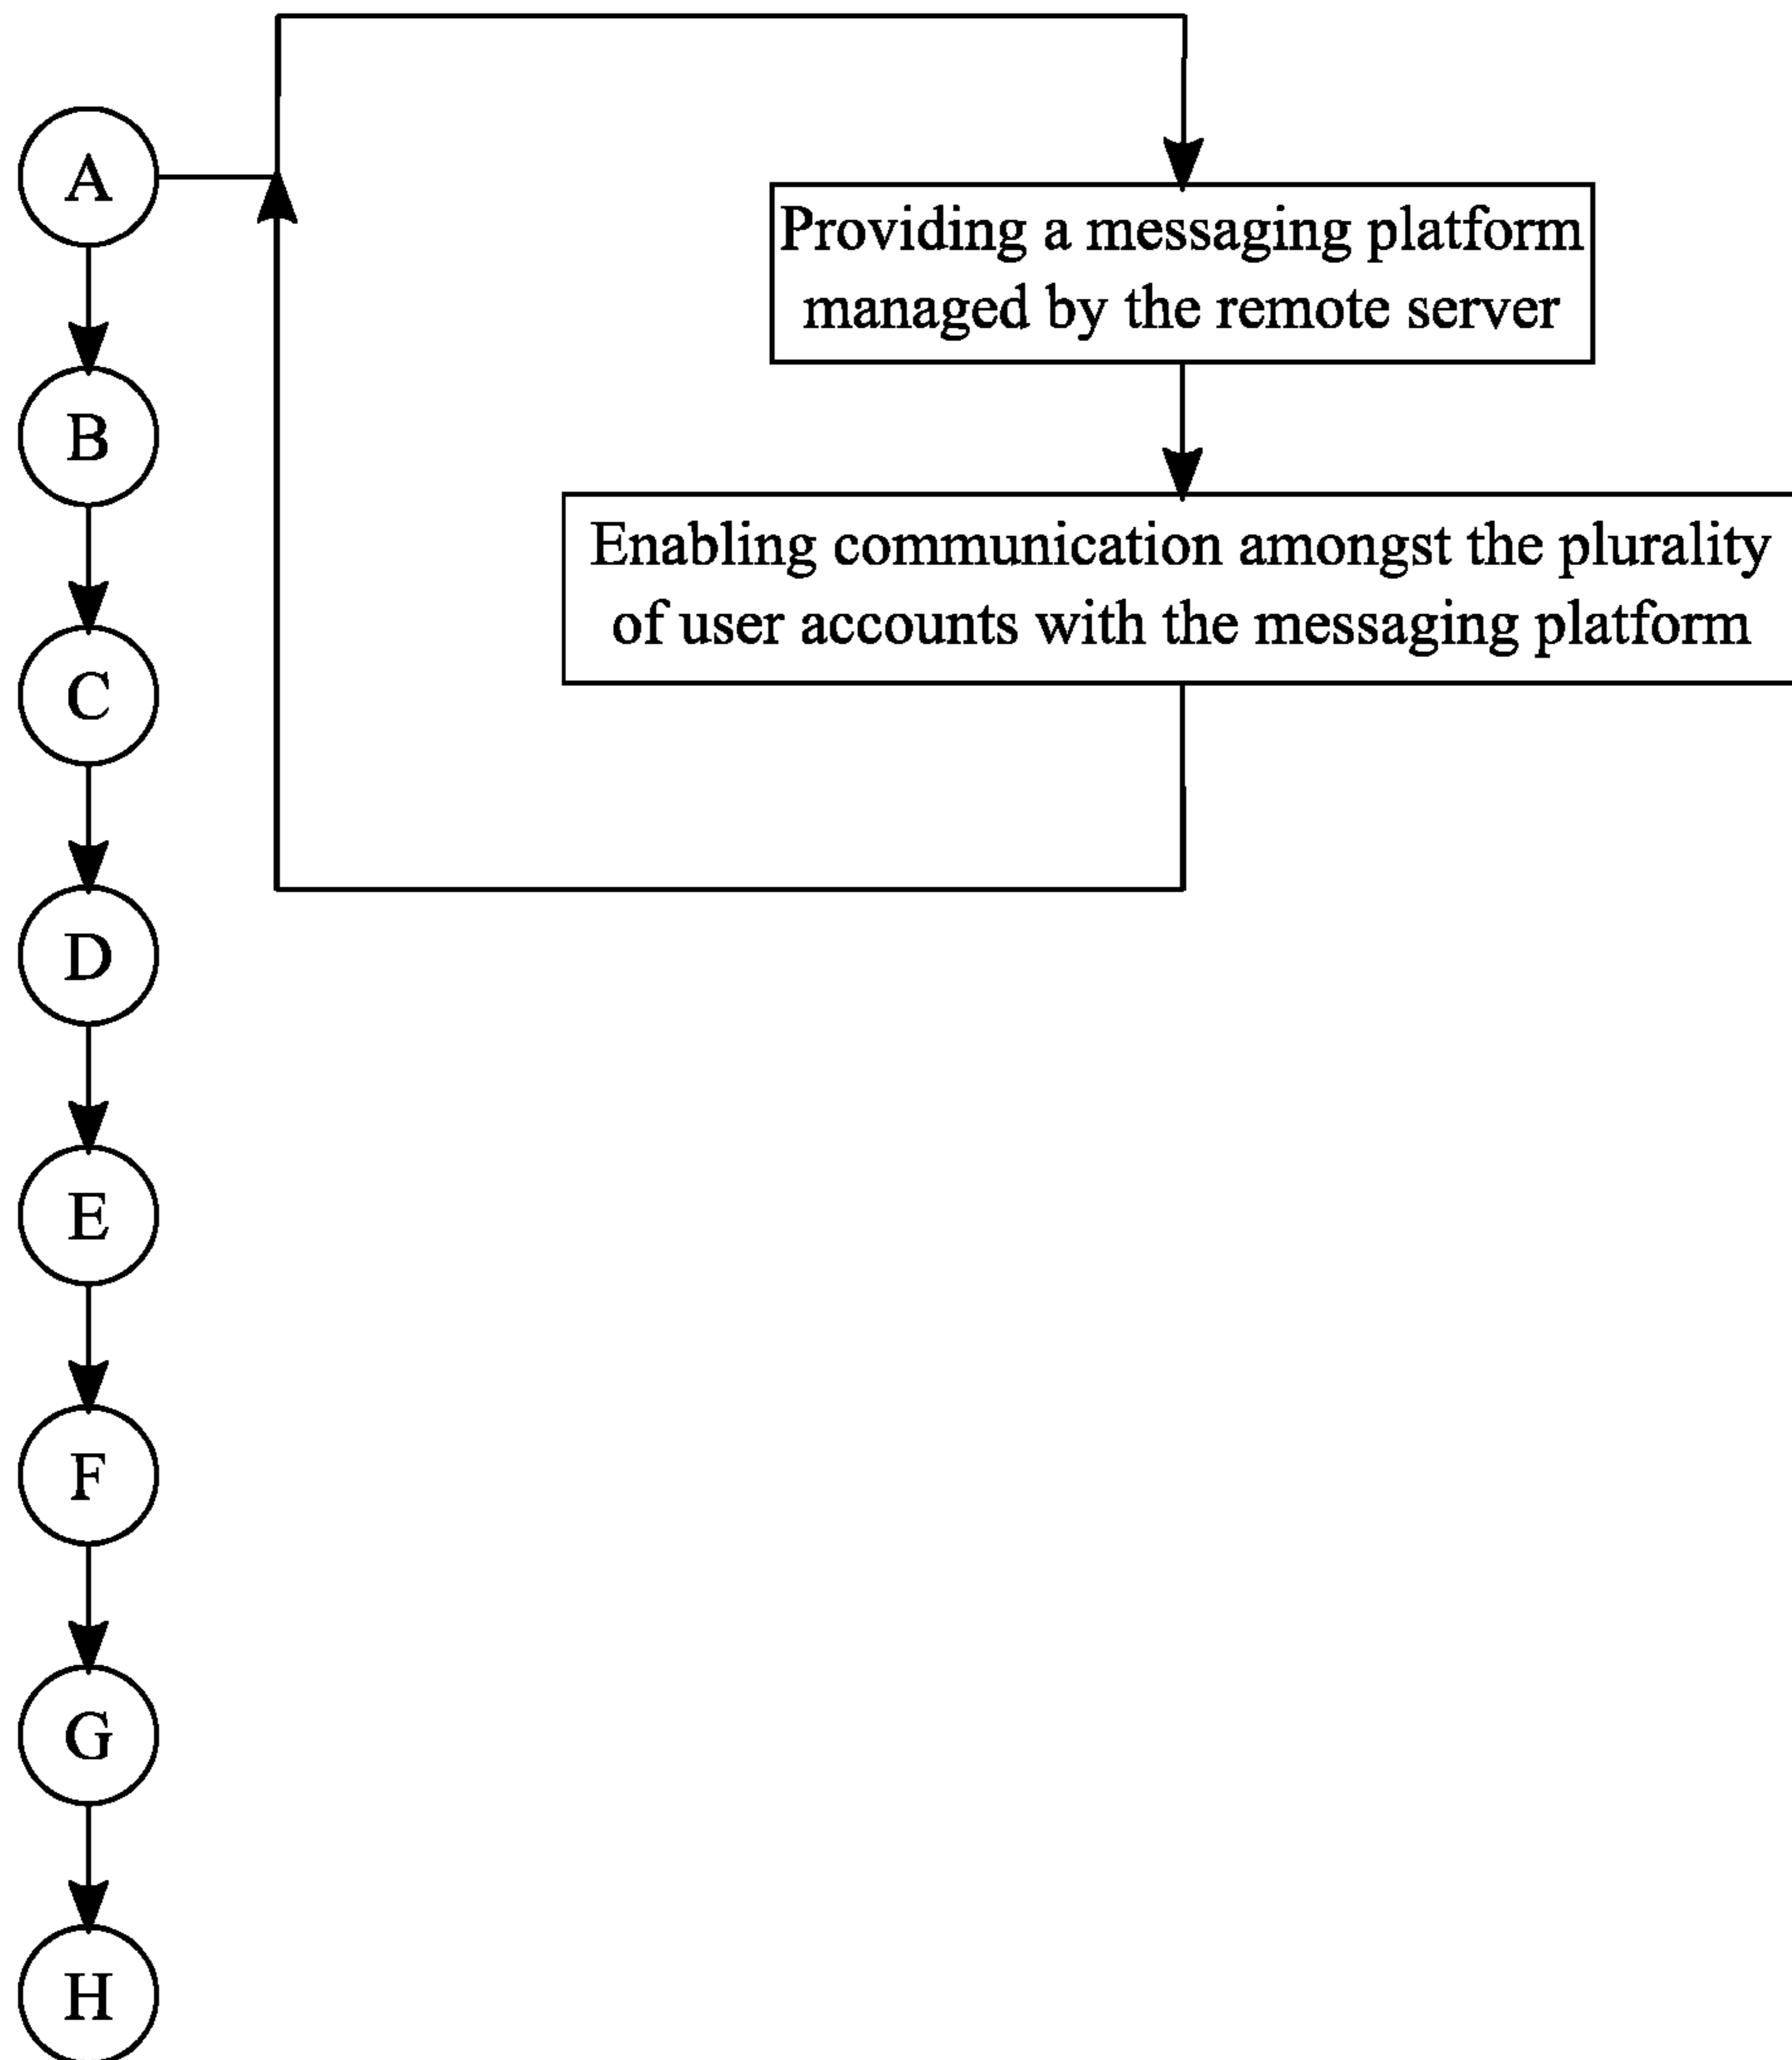 A
Providing a messaging platform
managed by the remote server
B
Enabling communication amongst the plurality
of user accounts with the messaging platform
C
D
E
F
G
H